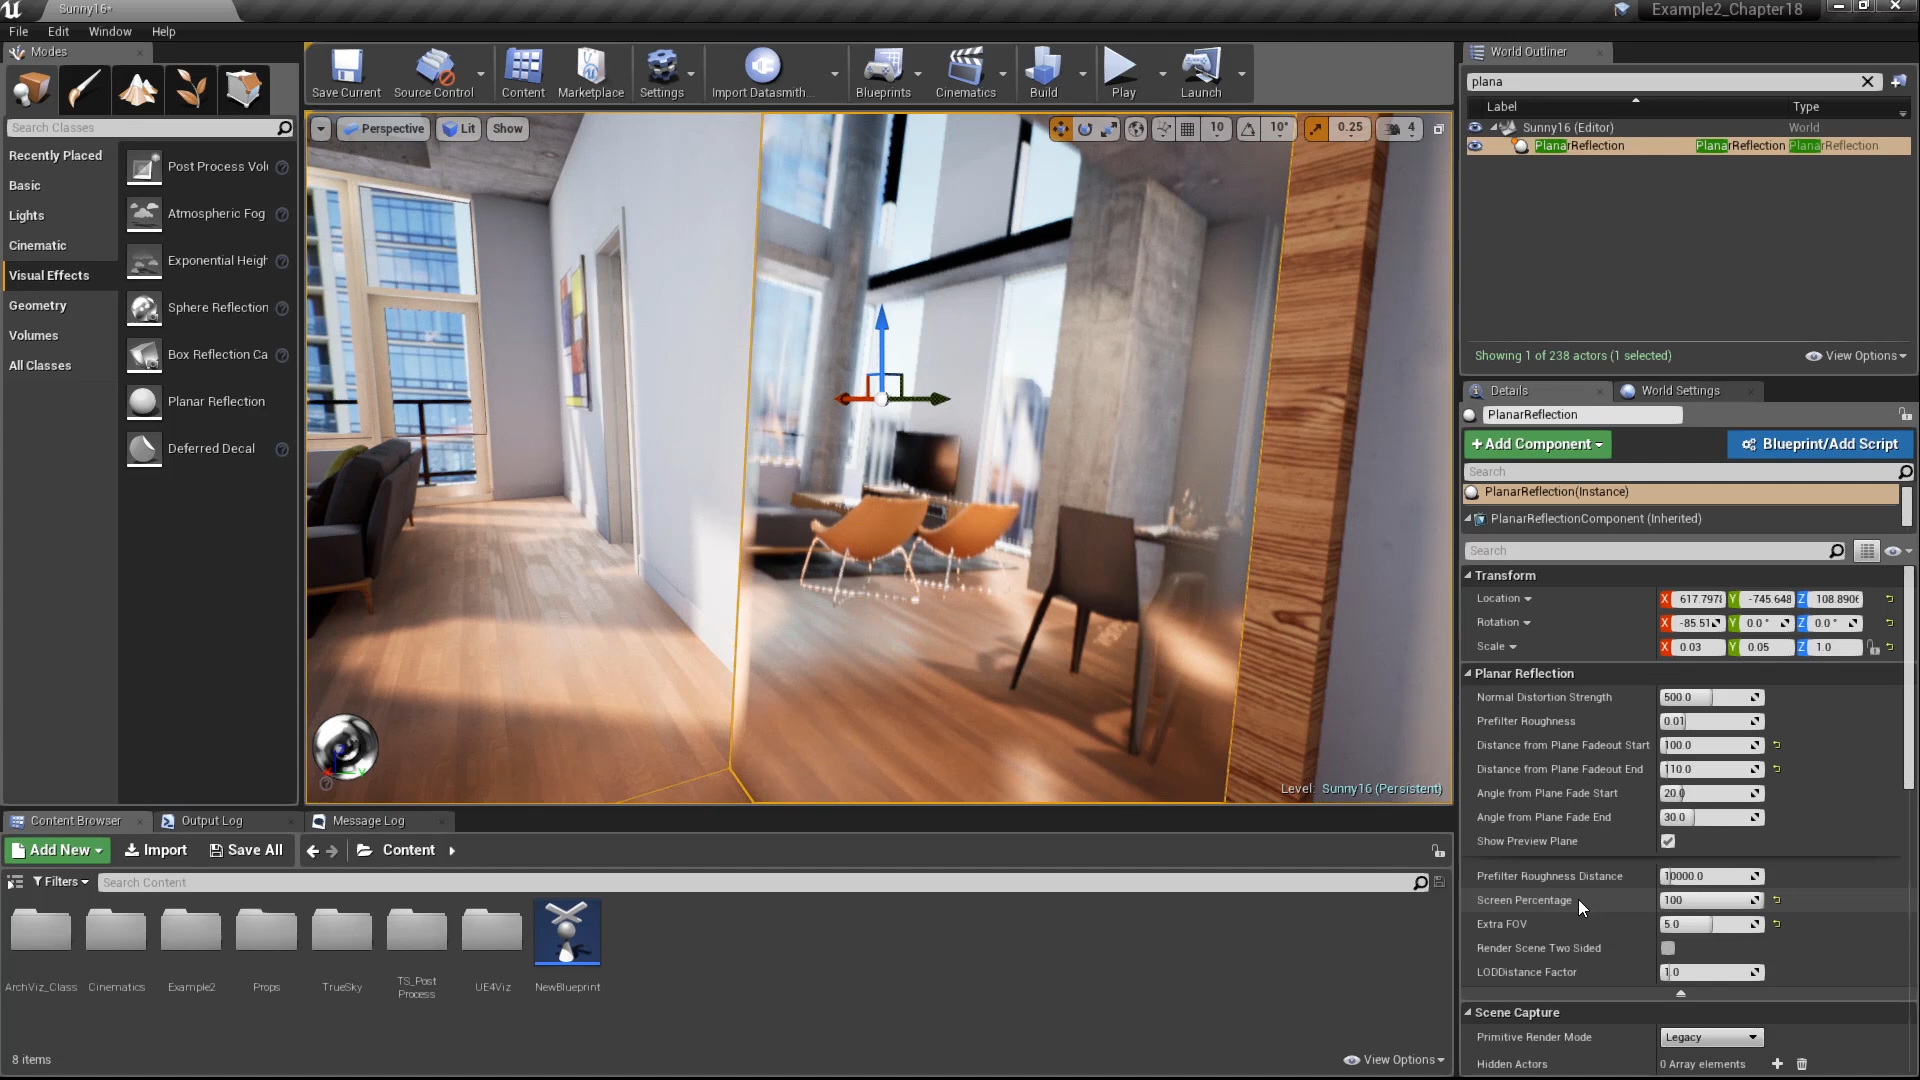 Sunny16*
Example2_Chapter18
File Edit Window Help
Modes
Search Classes
Recently Placed
Basic
Lights
Cinematic
Visual Effects
Geometry
Volumes
All Classes
Post Process Volu
Atmospheric Fog
Exponential Heigh
Sphere Reflection
Box Reflection Ca
Planar Reflection
Deferred Decal
Save Current
Source Control
Content
Marketplace
Settings
Import Datasmith...
Blueprints
Cinematics
Build
Play
Launch
Perspective Lit Show
10 10° 0.25 4
Level: Sunny16 (Persistent)
World Outliner
plana
Label Type
Sunny16 (Editor) World
PlanarReflection PlanarReflection PlanarReflection
Showing 1 of 238 actors (1 selected) View Options
Details World Settings
PlanarReflection
+Add Component Blueprint/Add Script
Search
PlanarReflection(Instance)
PlanarReflectionComponent (Inherited)
Search
Transform
Location X 617.797 Y -745.648 Z 108.890
Rotation X -85.51 Y 0.0 ° Z 0.0 °
Scale X 0.03 Y 0.05 Z 1.0
Planar Reflection
Normal Distortion Strength 500.0
Prefilter Roughness 0.01
Distance from Plane Fadeout Start 100.0
Distance from Plane Fadeout End 110.0
Angle from Plane Fade Start 20.0
Angle from Plane Fade End 30.0
Show Preview Plane
Prefilter Roughness Distance 10000.0
Screen Percentage 100
Extra FOV 5.0
Render Scene Two Sided
LODDistance Factor 1.0
Scene Capture
Primitive Render Mode Legacy
Hidden Actors 0 Array elements
Content Browser Output Log Message Log
Add New Import Save All Content
Filters Search Content
ArchViz_Class
Cinematics
Example2
Props
TrueSky
TS_Post
Process
UE4Viz
NewBlueprint
8 items View Options